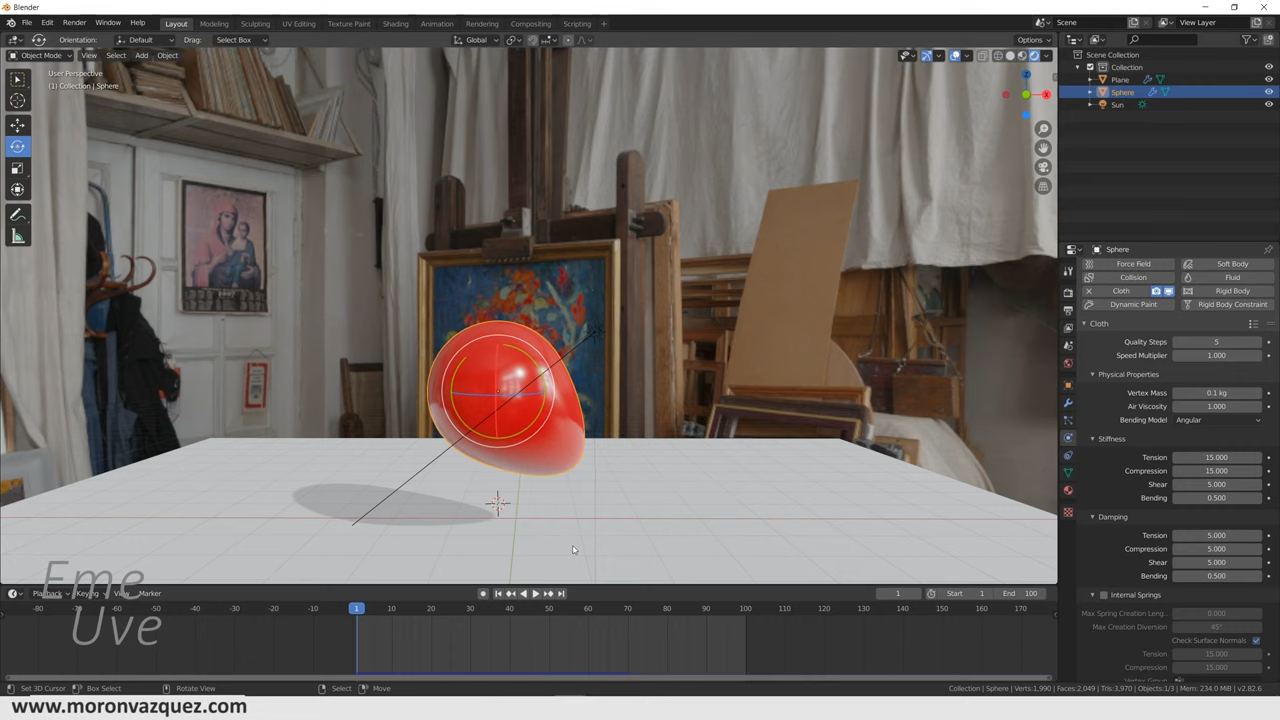 Blender
File Edit Render Window Help Layout Modeling Sculpting UV Editing Texture Paint Shading Animation Rendering Compositing Scripting Scene View Layer
Orientation: Default Drag: Select Box Global Options
Object Mode View Select Add Object
User Perspective
(1) Collection | Sphere
Scene Collection
Collection
Plane
Sphere
Sun
Sphere
Force Field Soft Body
Collision Fluid
Cloth Rigid Body
Dynamic Paint Rigid Body Constraint
Cloth
Quality Steps 5
Speed Multiplier 1.000
Physical Properties
Vertex Mass 0.1 kg
Air Viscosity 1.000
Bending Model Angular
Stiffness
Tension 15.000
Compression 15.000
Shear 5.000
Bending 0.500
Damping
Tension 5.000
Compression 5.000
Shear 5.000
Bending 0.500
Internal Springs
Max Spring Creation Leng.. 0.000
Max Creation Diversion 45°
Check Surface Normals
Tension 15.000
Compression 15.000
Vertex Group
Eme
Uve
Playback Keying View Marker 1 Start 1 End 100
-80 -70 -60 -50 -40 -30 -20 -10 1 10 20 30 40 50 60 70 80 90 100 110 120 130 140 150 160 170
Set 3D Cursor Box Select Rotate View Select Move Collection | Sphere | Verts:1,990 | Faces:2,049 | Tris:3,970 | Objects:1/3 | Mem: 234.0 MiB | v2.82.6
www.moronvazquez.com